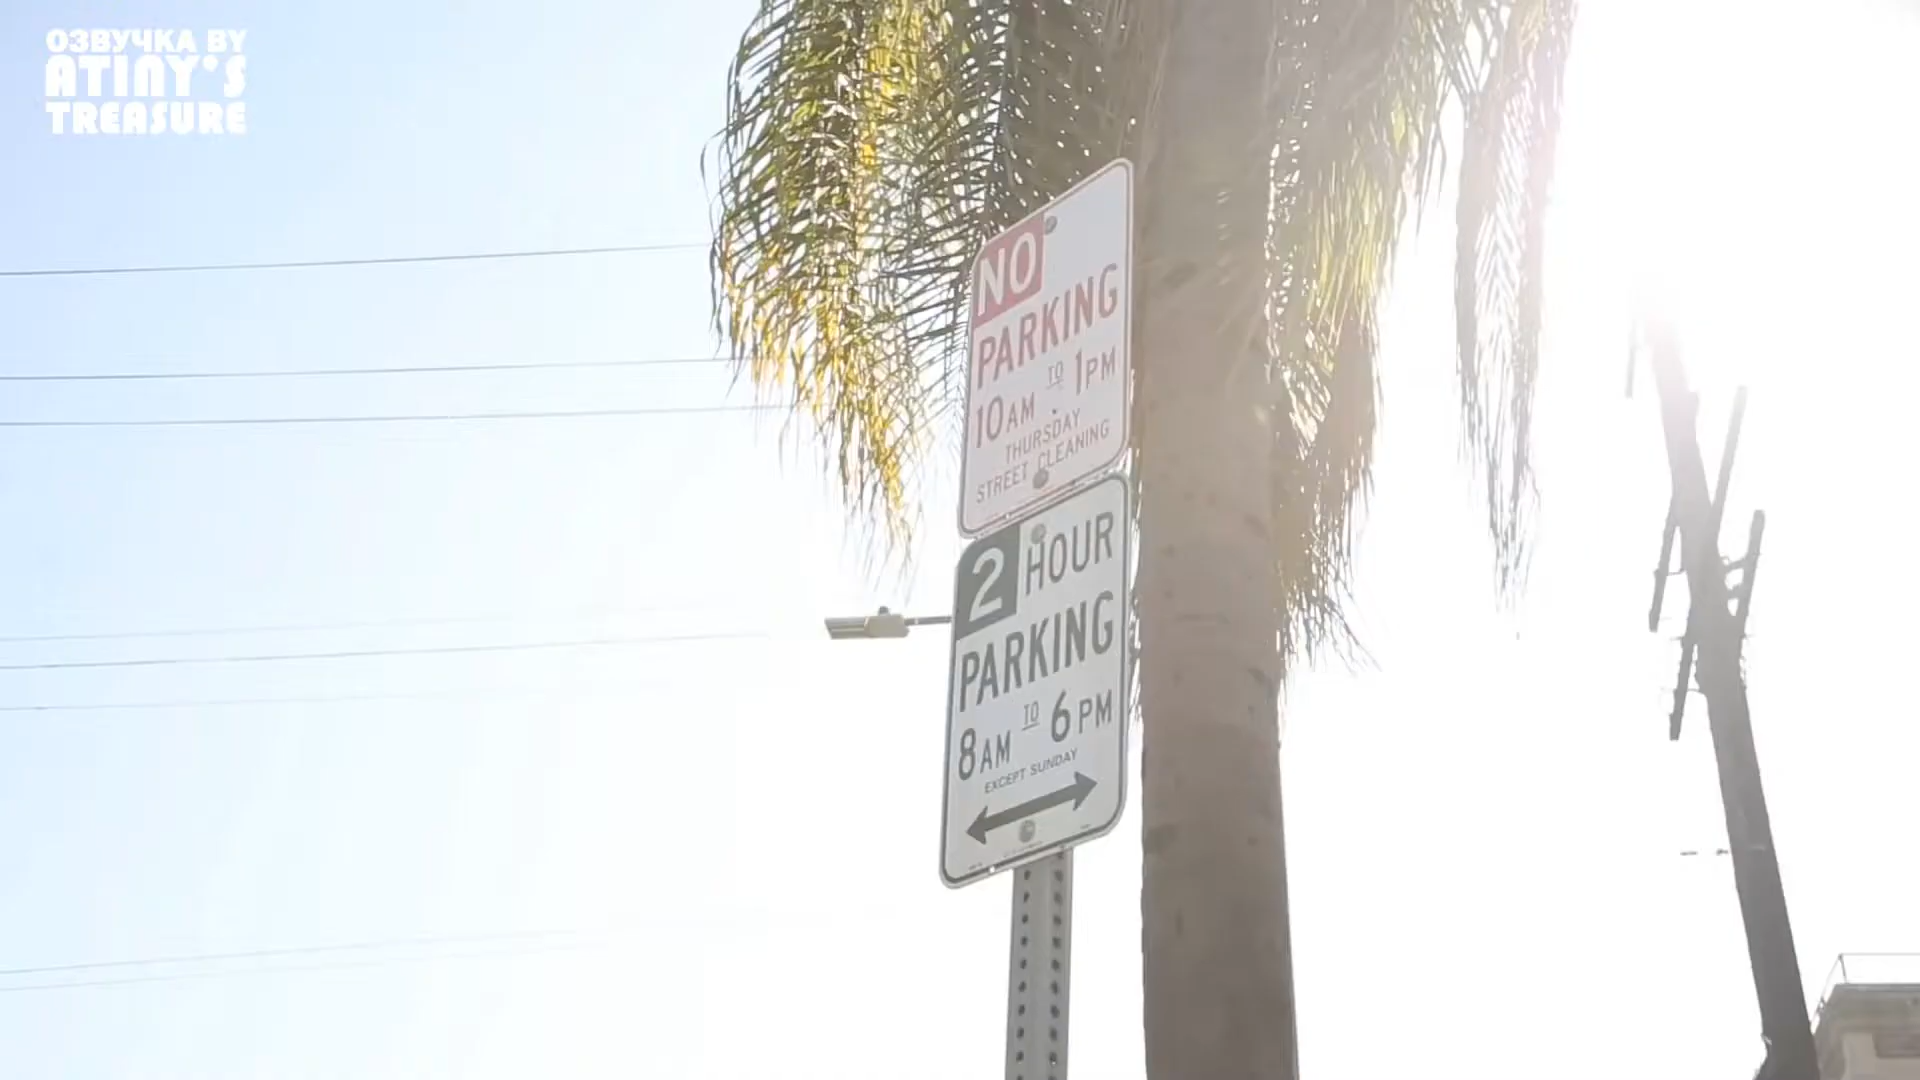 ОЗВУЧКА BY
ATINY'S
TREASURE
NO
PARKING
10AM TO 1PM
THURSDAY
STREET CLEANING
2 HOUR
PARKING
8AM TO 6PM
EXCEPT SUNDAY